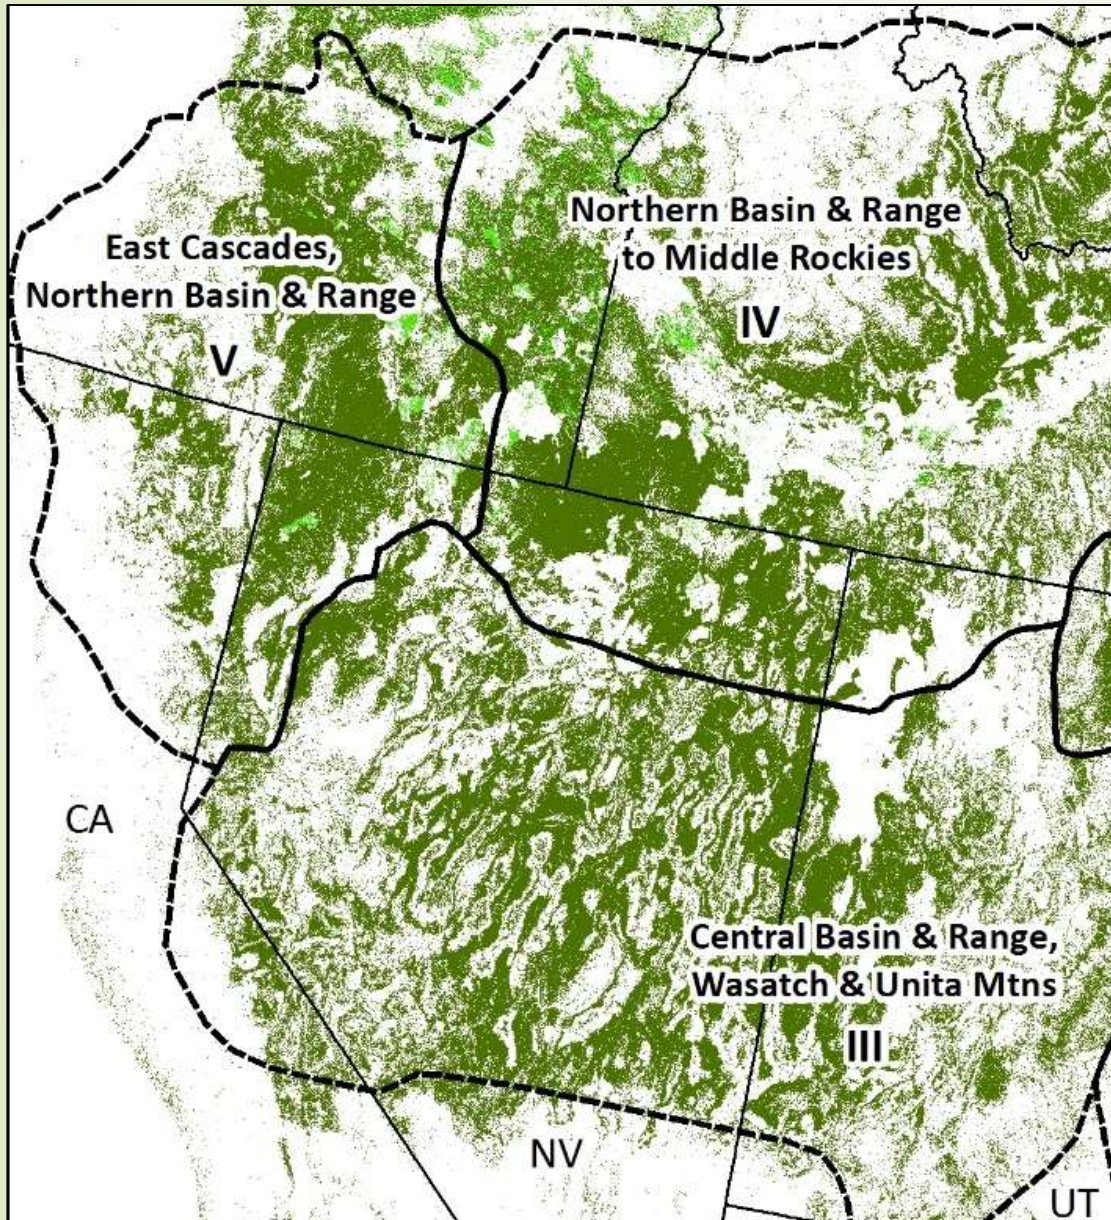 Northern Basin & Range
to Middle Rockies
IV
East Cascades,
Northern Basin & Range
V
CA
Central Basin & Range,
Wasatch & Unita Mtns
III
NV
UT